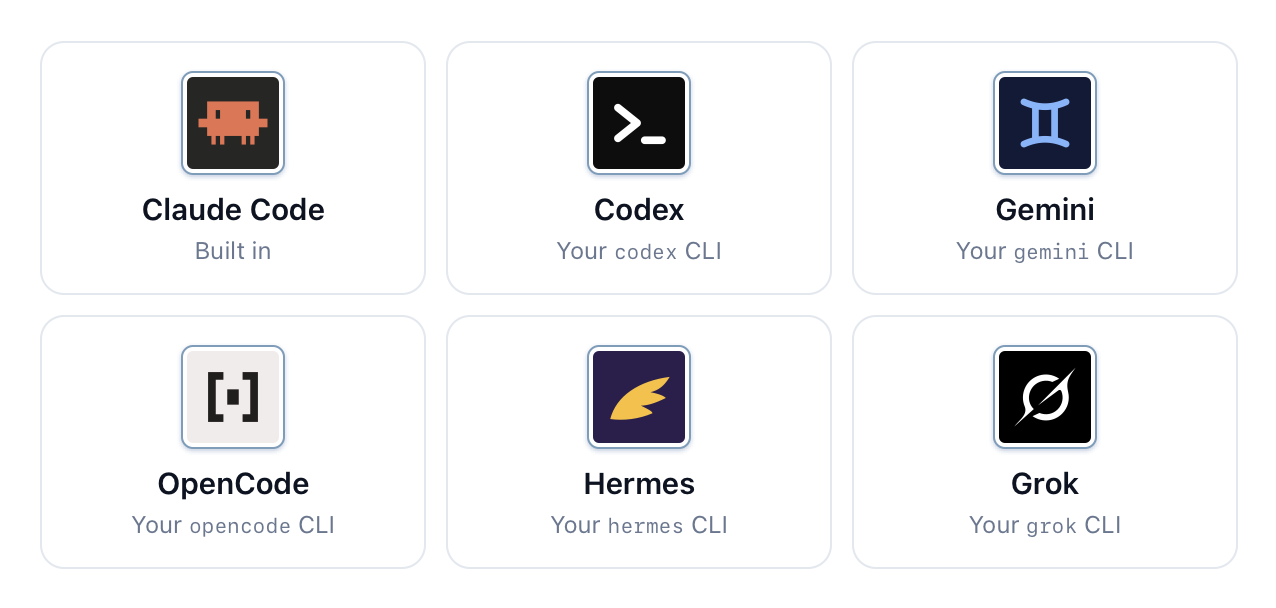 Claude Code
Built in
Codex
Your codex CLI
Gemini
Your gemini CLI
OpenCode
Your opencode CLI
Hermes
Your hermes CLI
Grok
Your grok CLI